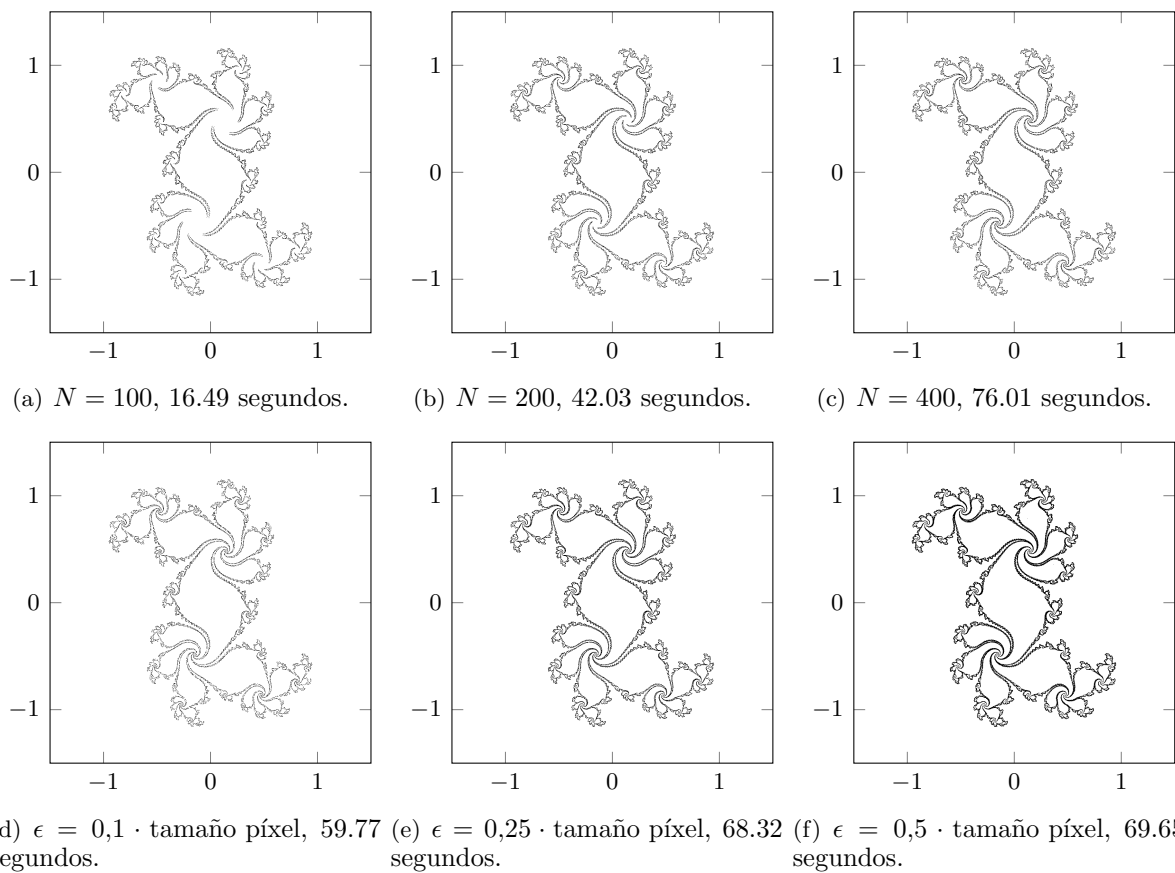 1
0
−1
−1 0 1
1
0
−1
−1 0 1
1
0
−1
−1 0 1
(a) N = 100, 16.49 segundos.
(b) N = 200, 42.03 segundos.
(c) N = 400, 76.01 segundos.
1
0
−1
−1 0 1
1
0
−1
−1 0 1
1
0
−1
−1 0 1
d) ϵ = 0,1 · tamaño píxel, 59.77
egundos.
(e) ϵ = 0,25 · tamaño píxel, 68.32
segundos.
(f) ϵ = 0,5 · tamaño píxel, 69.65
segundos.